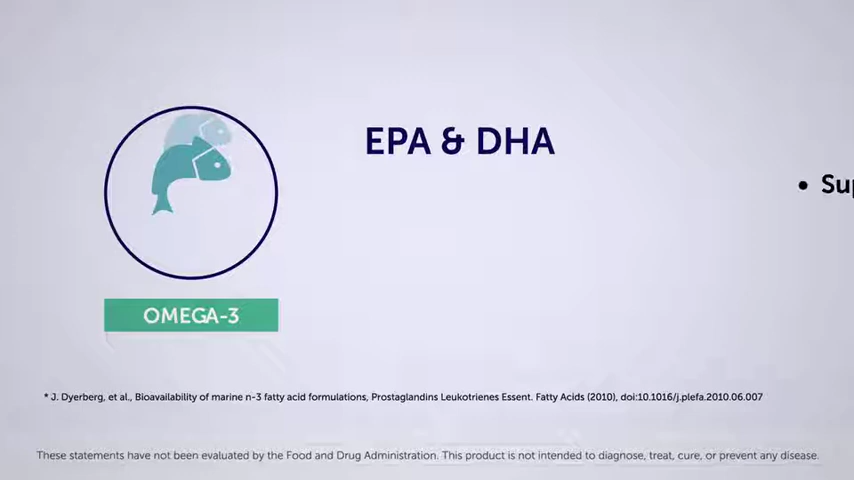 EPA & DHA
•
OMEGA-3
* J. Dyerberg, et al., Bioavailability of marine n-3 fatty acid formulations, Prostaglandins Leukotrienes Essent. Fatty Acids (2010), doi:10.1016/j.plefa.2010.06.007
These statements have not been evaluated by the Food and Drug Administration. This product is not intended to diagnose, treat, cure, or prevent any disease.